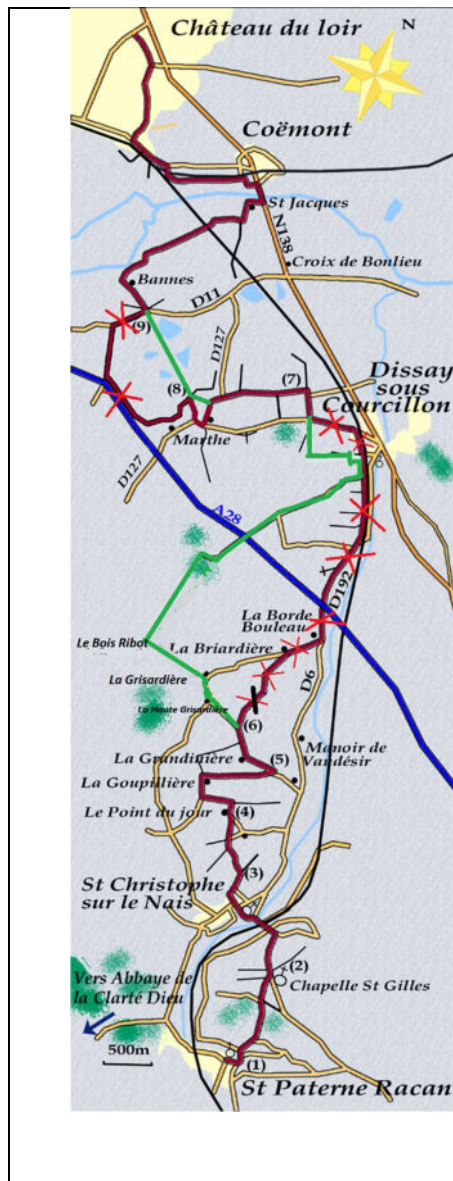 Château du loir
N
Coëmont
St Jacques
N138
Croix de Bonlieu
Bannes
D11
(9)
D127
(8)
(7)
Dissay
sous
Courcillon
Marthe
D127
A28
D192
La Borde
Bouleau
Le Bois Ribot
La Briardière
La Grisardière
D6
La Haute Grisardière
(6)
Manoir de
Vaudésir
La Grandinière
(5)
La Goupillière
Le Point du jour
(4)
(3)
St Christophe
sur le Nais
(2)
Vers Abbaye de
la Clarté Dieu
Chapelle St Gilles
500m
(1)
St Paterne Racan